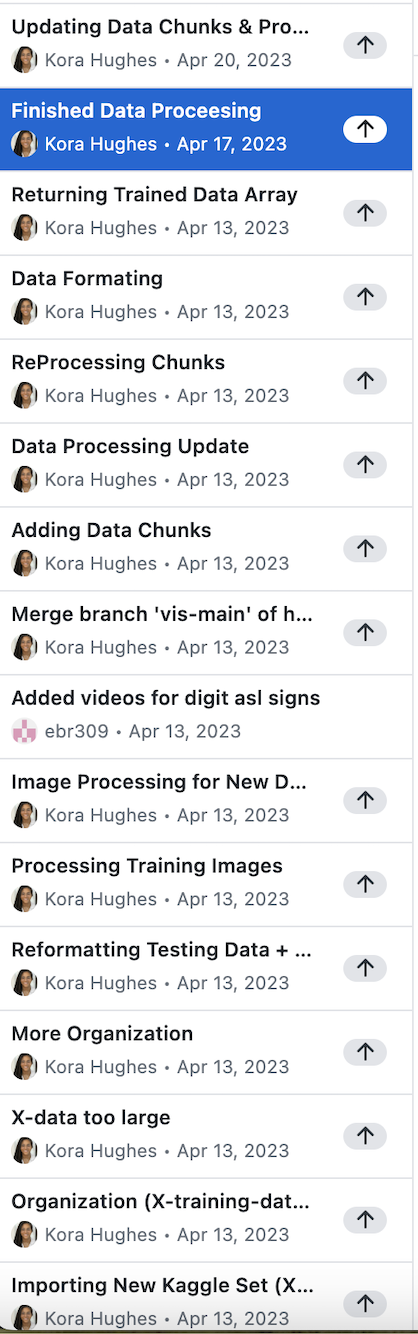 Updating Data Chunks & Pro...
Kora Hughes • Apr 20, 2023
Finished Data Proceesing
Kora Hughes • Apr 17, 2023
Returning Trained Data Array
Kora Hughes • Apr 13, 2023
Data Formating
Kora Hughes • Apr 13, 2023
ReProcessing Chunks
Kora Hughes • Apr 13, 2023
Data Processing Update
Kora Hughes • Apr 13, 2023
Adding Data Chunks
Kora Hughes • Apr 13, 2023
Merge branch 'vis-main' of h...
Kora Hughes • Apr 13, 2023
Added videos for digit asl signs
ebr309 • Apr 13, 2023
Image Processing for New D...
Kora Hughes • Apr 13, 2023
Processing Training Images
Kora Hughes • Apr 13, 2023
Reformatting Testing Data + ...
Kora Hughes • Apr 13, 2023
More Organization
Kora Hughes • Apr 13, 2023
X-data too large
Kora Hughes • Apr 13, 2023
Organization (X-training-dat...
Kora Hughes • Apr 13, 2023
Importing New Kaggle Set (X...
Kora Hughes • Apr 13, 2023